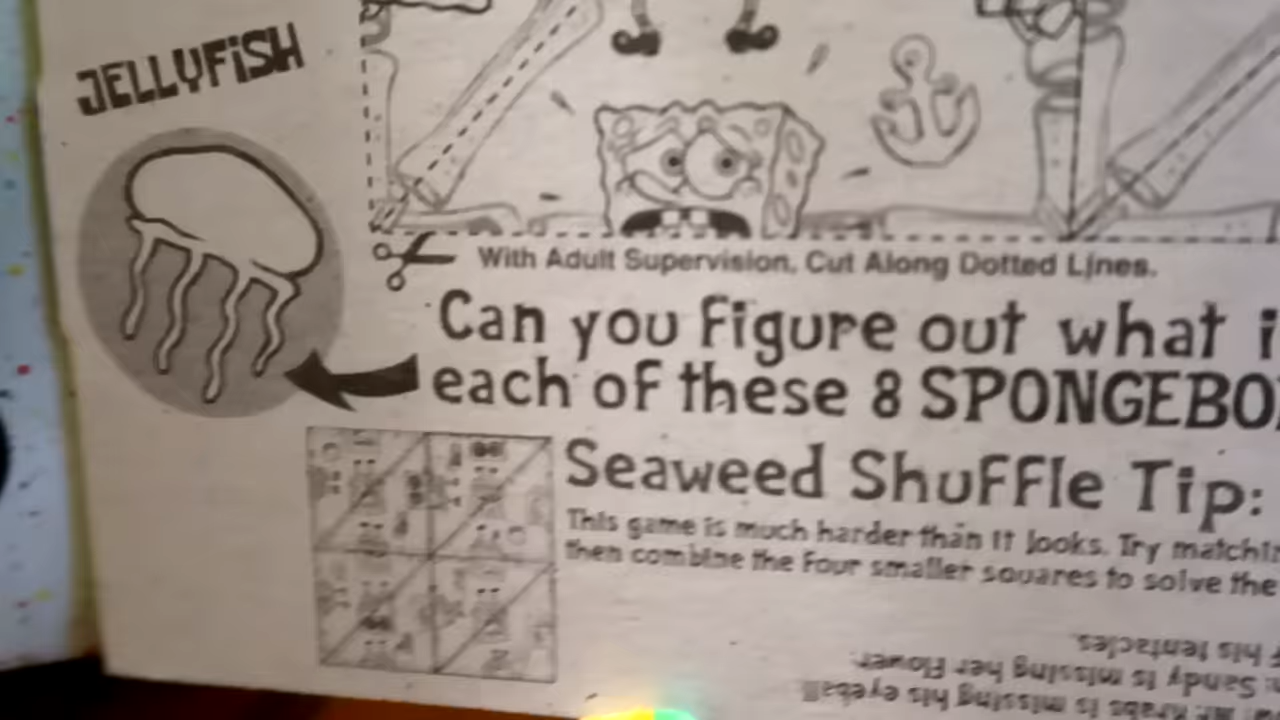 JELLYFISH
With Adult Supervision, Cut Along Dotted Lines.
Can you Figure out what i
each of these 8 SPONGEBO
Seaweed Shuffle Tip:
This game is much harder than it looks. Try matchi
then combine the Four smaller squares to solve the
his tentacles.
Sandy is missing her Flower.
Mr. Krabs is missing his eyeball